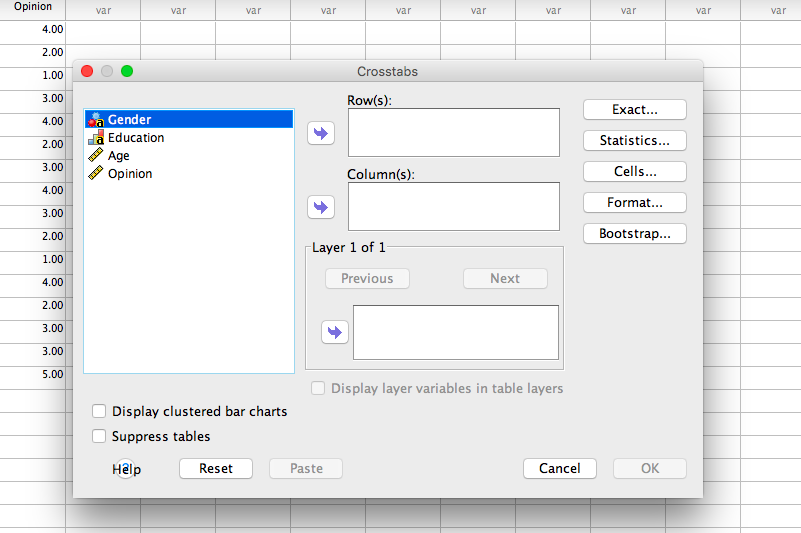 Opinion var var var var var var var var var var
4.00
2.00
1.00
3.00
4.00
2.00
3.00
4.00
3.00
2.00
1.00
3.00
4.00
2.00
3.00
3.00
5.00
Crosstabs
Gender
Education
Age
Opinion
Row(s):
Column(s):
Layer 1 of 1
Previous Next
Display layer variables in table layers
Exact...
Statistics...
Cells...
Format...
Bootstrap...
Display clustered bar charts
Suppress tables
Help Reset Paste Cancel OK